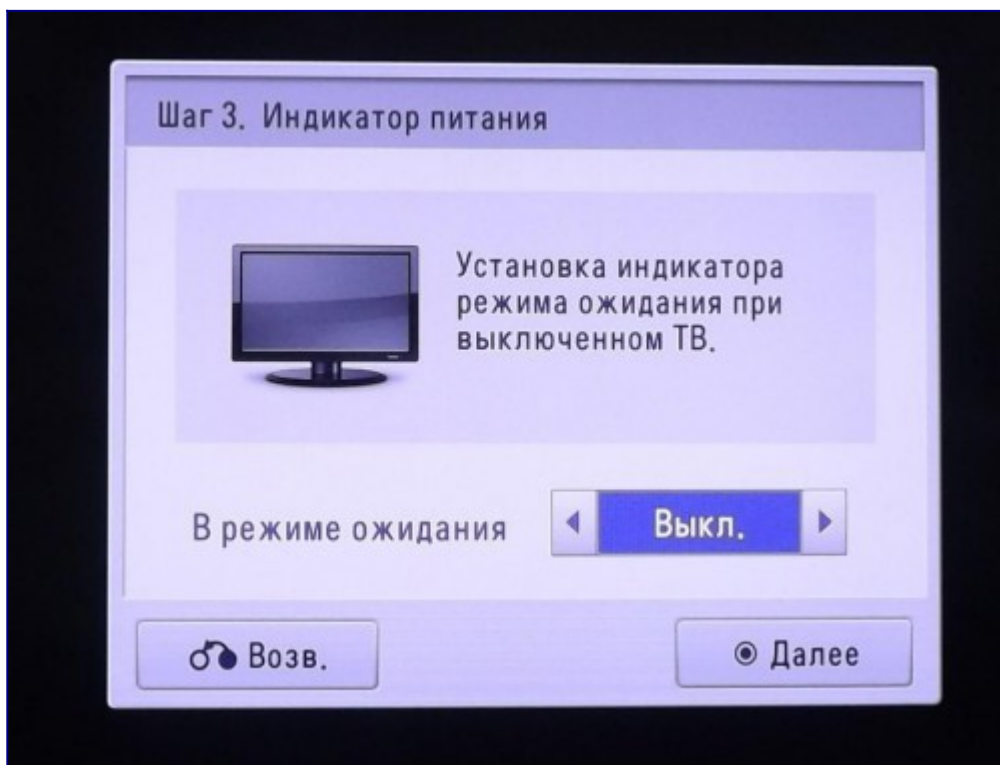 Шаг 3. Индикатор питания
Установка индикатора
режима ожидания при
выключенном ТВ.
В режиме ожидания
Выкл.
Возв.
Далее